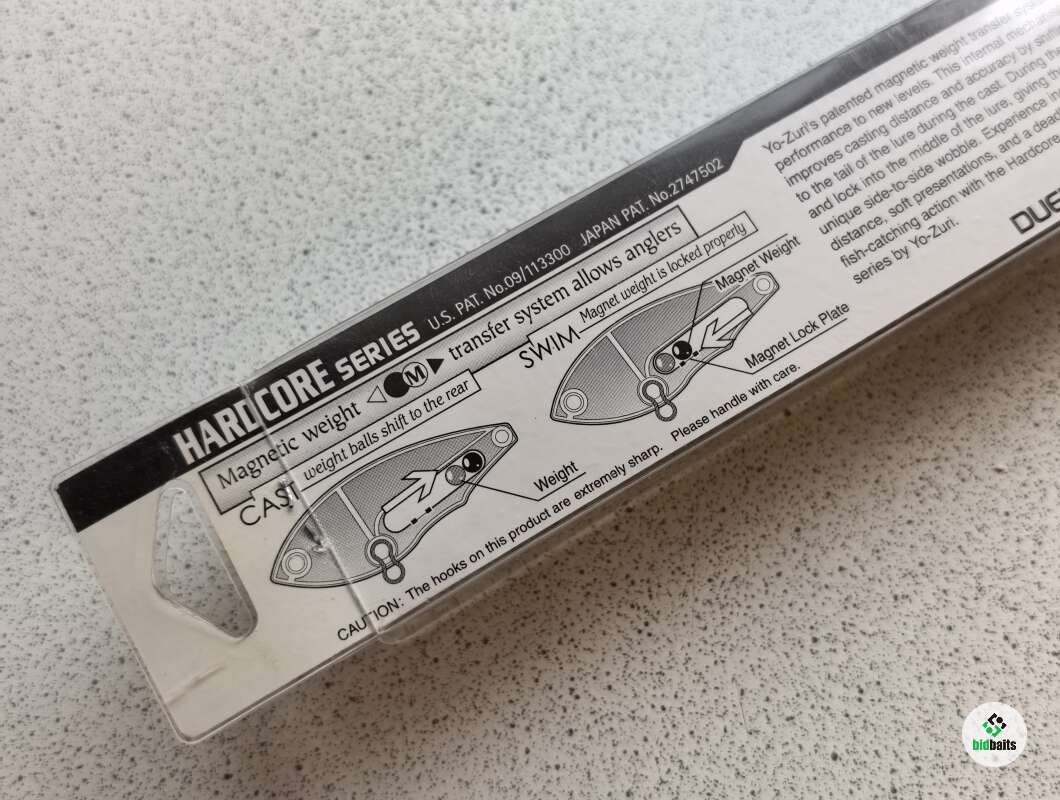 HARDCORE SERIES U.S. PAT. No.09/113300 JAPAN PAT. No.2747502
Magnetic weight M transfer system allows anglers
CAST weight balls shift to the rear
SWIM Magnet weight is locked properly
Magnet Weight
Magnet Lock Plate
Weight
CAUTION: The hooks on this product are extremely sharp. Please handle with care.
Yo-Zuri's patented magnetic weight transfer
performance to new levels. This internal
improves casting distance and accuracy by
to the tail of the lure during the cast. During
and lock into the middle of the lure, giving
unique side-to-side wobble. Experience
distance, soft presentations, and a
fish-catching action with the Hardcore
series by Yo-Zuri.
bidbaits